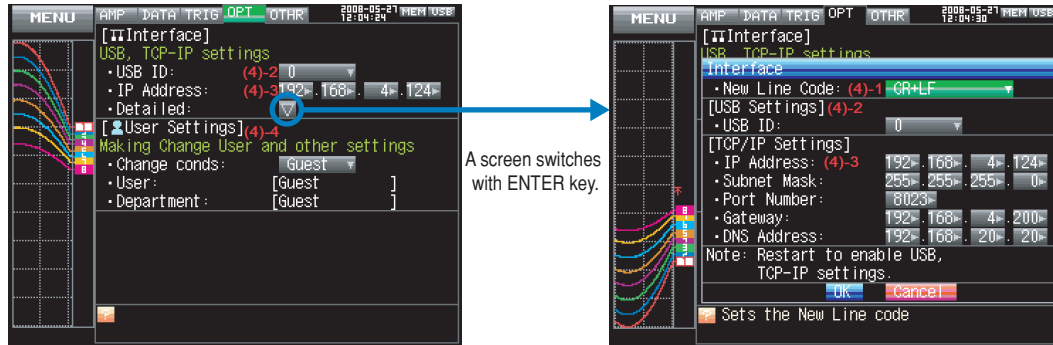 MENU AMP DATA TRIG OPT OTHR 2008-05-27 12:04:24 MEM USB
[Interface]
USB, TCP-IP settings
・USB ID: (4)-2 0
・IP Address: (4)-3 192.168. 4.124
・Detailed:
[User Settings](4)-4
Making Change User and other settings
・Change conds: Guest
・User: [Guest ]
・Department: [Guest ]
?
A screen switches
with ENTER key.
MENU AMP DATA TRIG OPT OTHR 2008-05-27 12:04:30 MEM USB
[Interface]
USB, TCP-IP settings
Interface
・New Line Code: (4)-1 CR+LF
[USB Settings](4)-2
・USB ID: 0
[TCP/IP Settings]
・IP Address: (4)-3 192.168. 4.124
・Subnet Mask: 255.255.255. 0
・Port Number: 8023
・Gateway: 192.168. 4.200
・DNS Address: 192.168. 20. 20
Note: Restart to enable USB,
TCP-IP settings.
OK Cancel
? Sets the New Line code